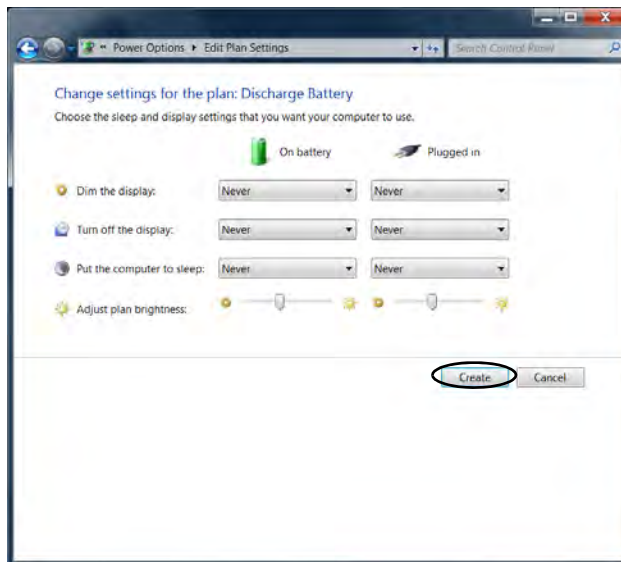 Power Options ▸ Edit Plan Settings Search Control Panel
Change settings for the plan: Discharge Battery
Choose the sleep and display settings that you want your computer to use.
On battery Plugged in
Dim the display: Never Never
Turn off the display: Never Never
Put the computer to sleep: Never Never
Adjust plan brightness:
Create Cancel